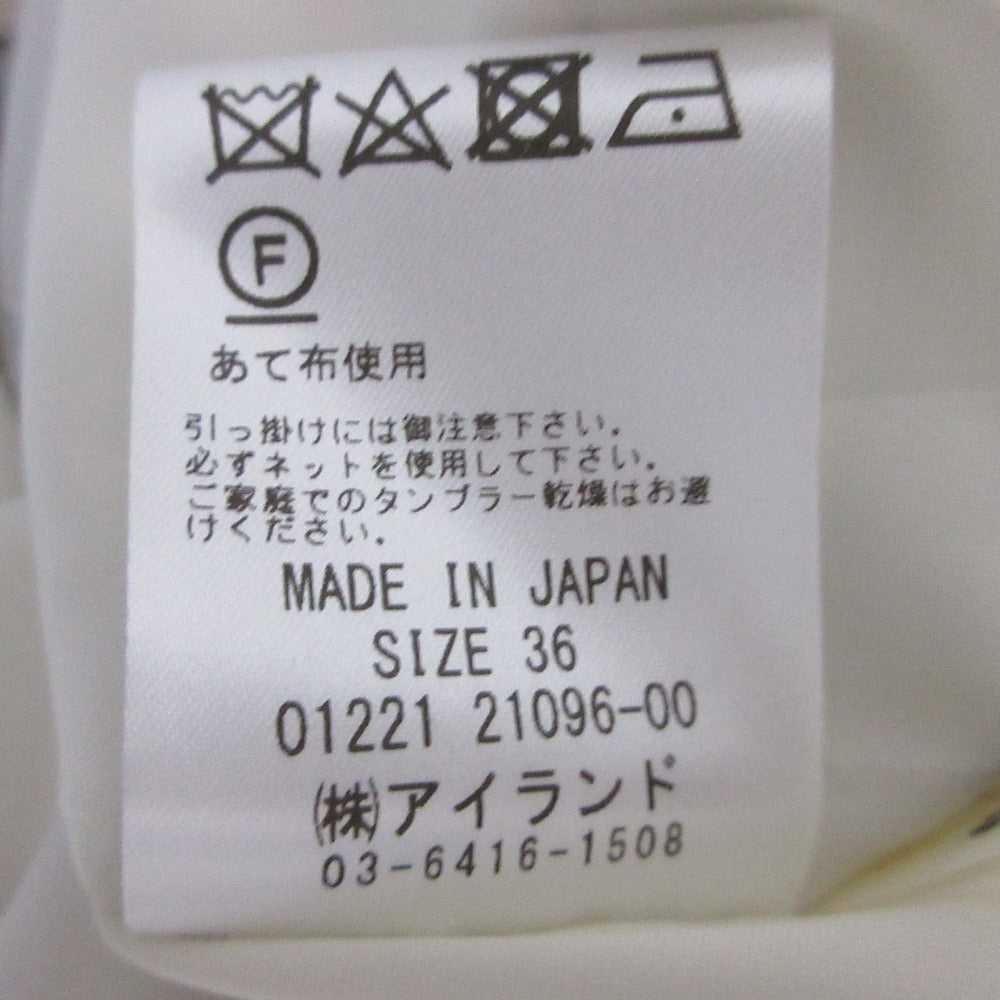 F
あて布使用
引っ掛けには御注意下さい.
必ずネットを使用して下さい.
ご家庭でのタンブラー乾燥はお避
けください.
MADE IN JAPAN
SIZE 36
01221 21096-00
㈱アイランド
03-6416-1508